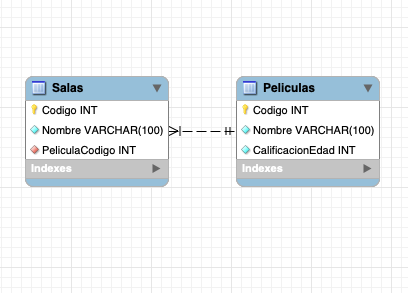 Salas
Codigo INT
Nombre VARCHAR(100)
PeliculaCodigo INT
Indexes
Peliculas
Codigo INT
Nombre VARCHAR(100)
CalificacionEdad INT
Indexes